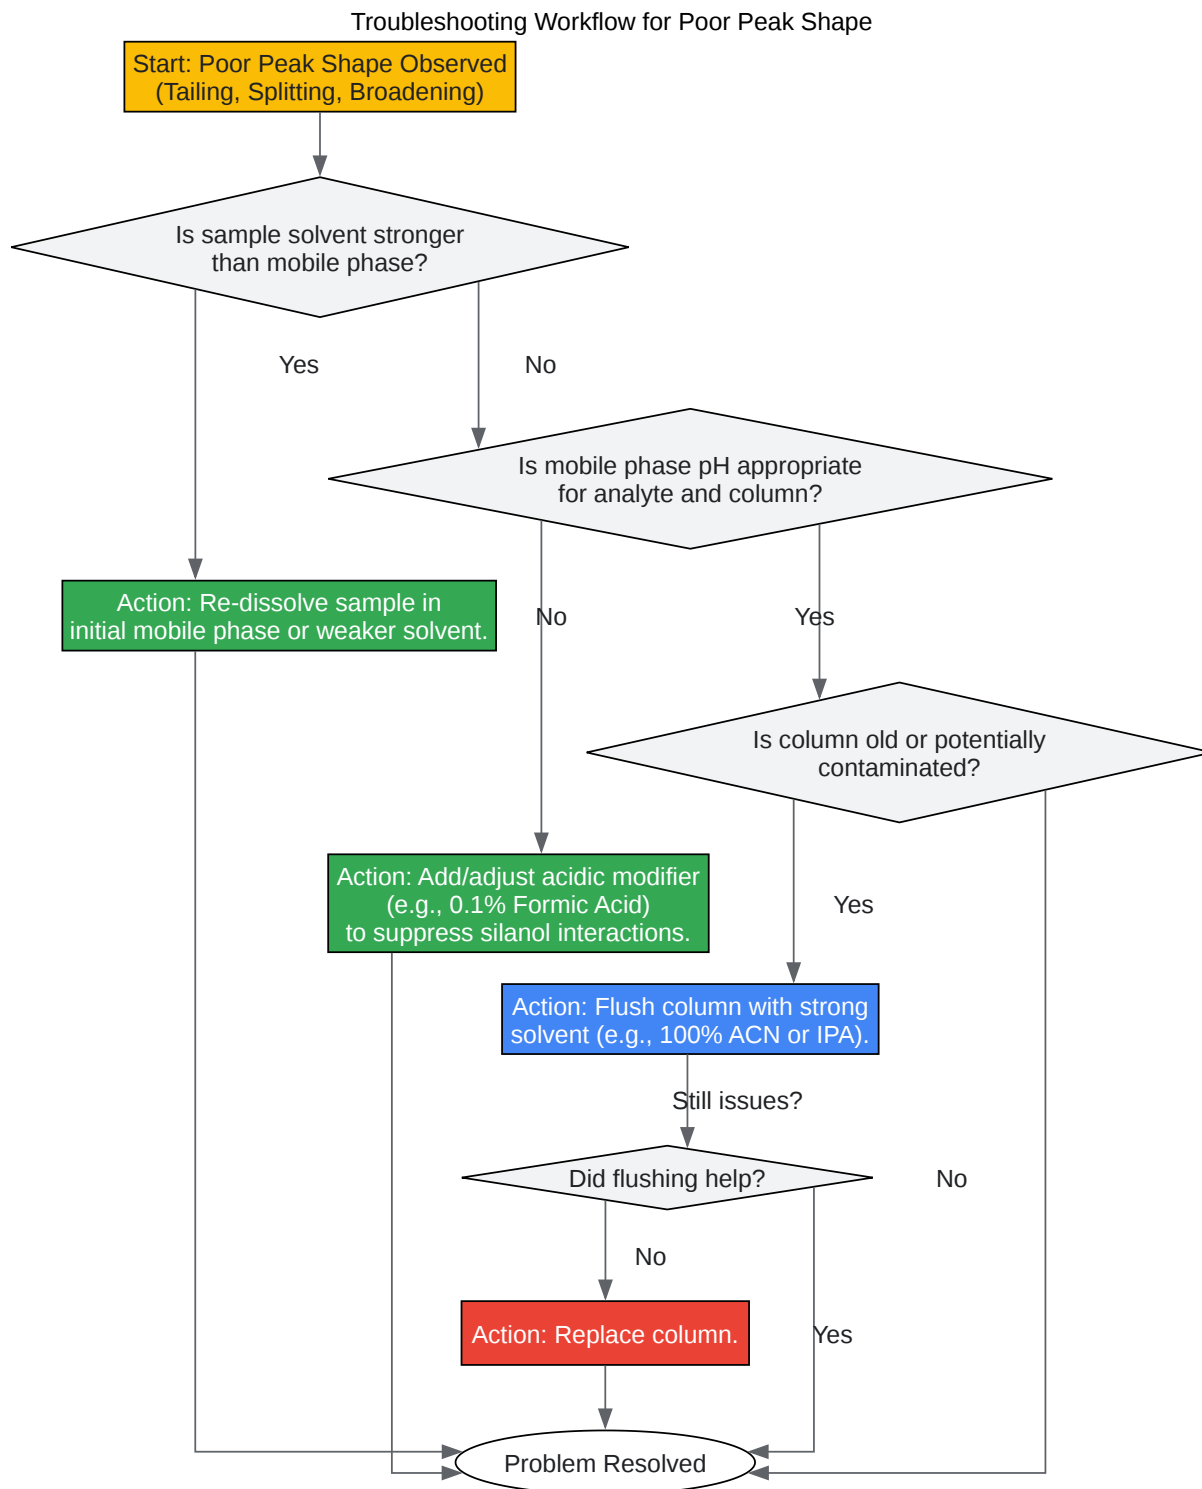 Troubleshooting Workflow for Poor Peak Shape
Start: Poor Peak Shape Observed
(Tailing, Splitting, Broadening)
Is sample solvent stronger
than mobile phase?
Yes
No
Is mobile phase pH appropriate
for analyte and column?
Action: Re-dissolve sample in
initial mobile phase or weaker solvent.
No
Yes
Is column old or potentially
contaminated?
Action: Add/adjust acidic modifier
(e.g., 0.1% Formic Acid)
to suppress silanol interactions.
Yes
Action: Flush column with strong
solvent (e.g., 100% ACN or IPA).
Still issues?
Did flushing help?
No
No
Action: Replace column.
Yes
Problem Resolved